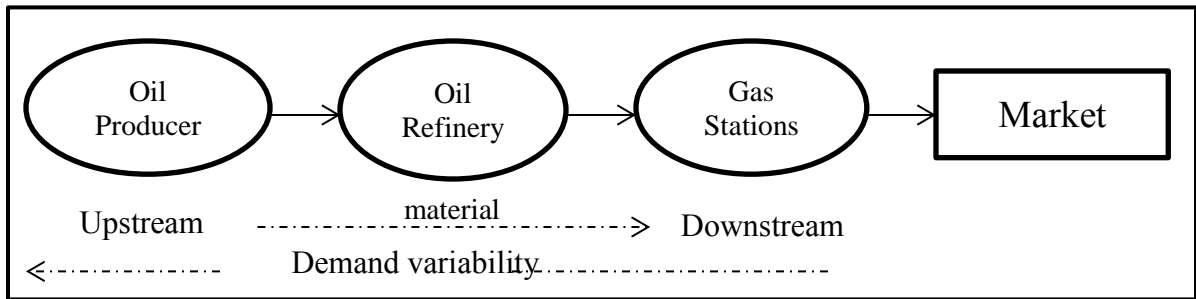 Oil
Producer
Oil
Refinery
Gas
Stations
Market
Upstream
material
Downstream
Demand variability